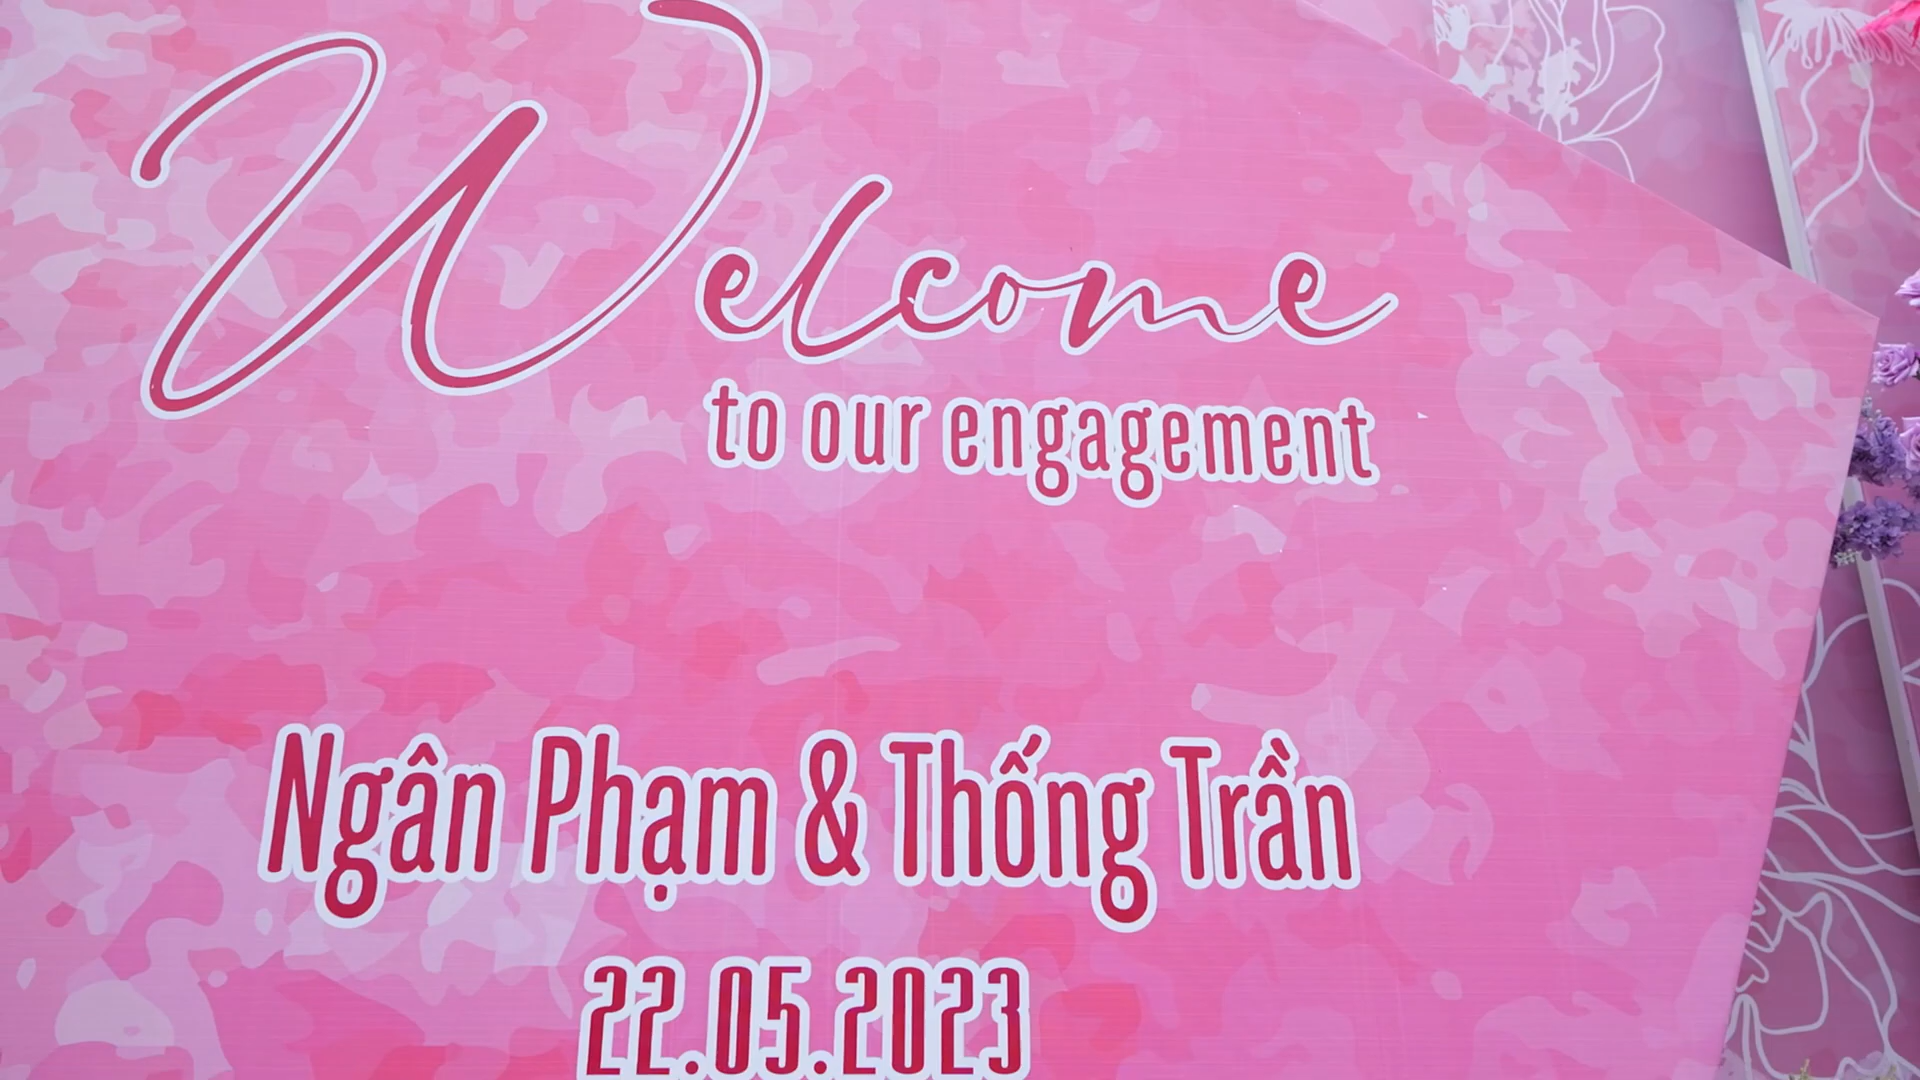 Welcome
to our engagement
Ngân Phạm & Thống Trần
22.05.2023